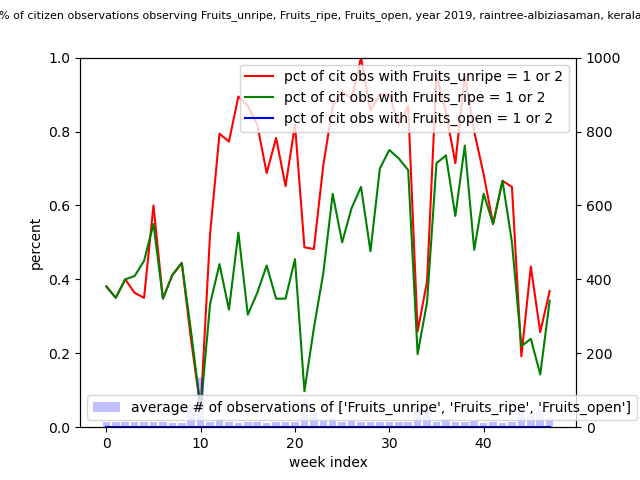 % of citizen observations observing Fruits_unripe, Fruits_ripe, Fruits_open, year 2019, raintree-albiziasaman, kerala
1.0
0.8
0.6
0.4
0.2
0.0
percent
1000
800
600
400
200
0
pct of cit obs with Fruits_unripe = 1 or 2
pct of cit obs with Fruits_ripe = 1 or 2
pct of cit obs with Fruits_open = 1 or 2
average # of observations of ['Fruits_unripe', 'Fruits_ripe', 'Fruits_open']
0 10 20 30 40
week index